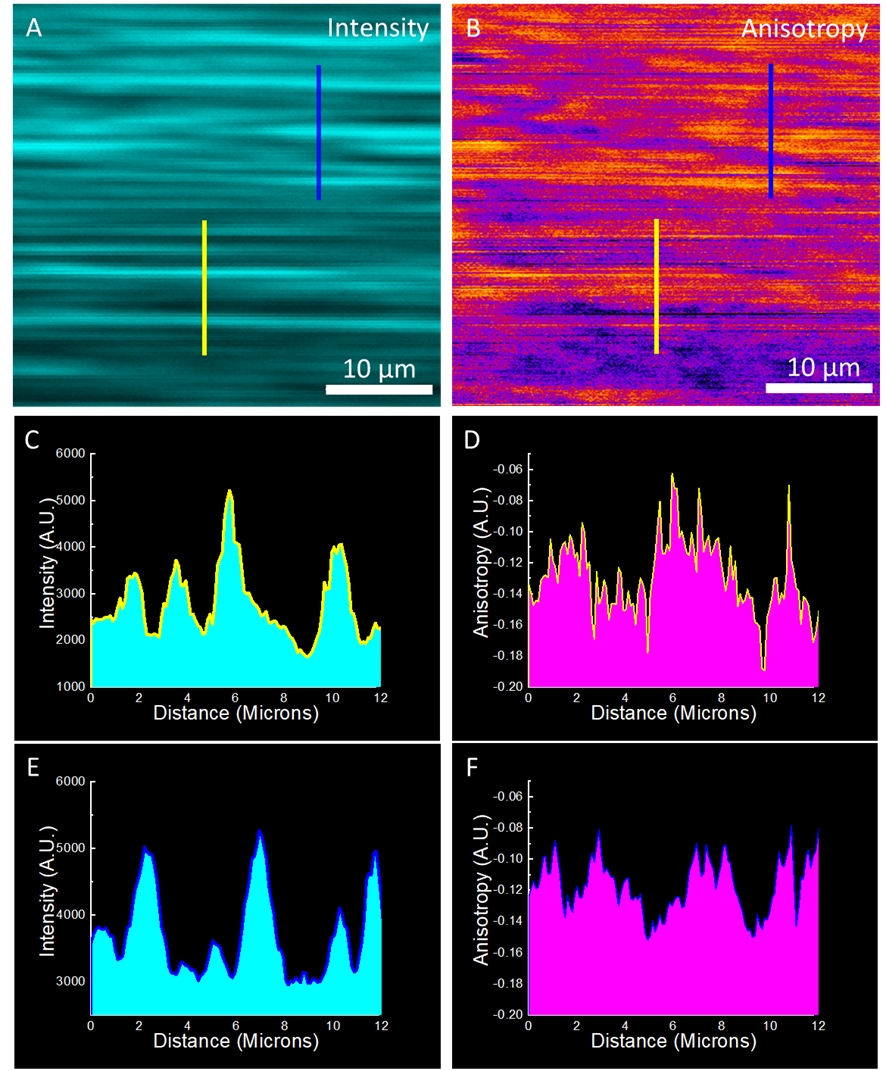 A
Intensity
10 μm
B
Anisotropy
10 μm
C
6000
5000
4000
3000
2000
1000
Intensity (A.U.)
0 2 4 6 8 10 12
Distance (Microns)
D
-0.06
-0.08
-0.10
-0.12
-0.14
-0.16
-0.18
-0.20
Anisotropy (A.U.)
0 2 4 6 8 10 12
Distance (Microns)
E
6000
5000
4000
3000
Intensity (A.U.)
0 2 4 6 8 10 12
Distance (Microns)
F
-0.06
-0.08
-0.10
-0.12
-0.14
-0.16
-0.18
-0.20
Anisotropy (A.U.)
0 2 4 6 8 10 12
Distance (Microns)